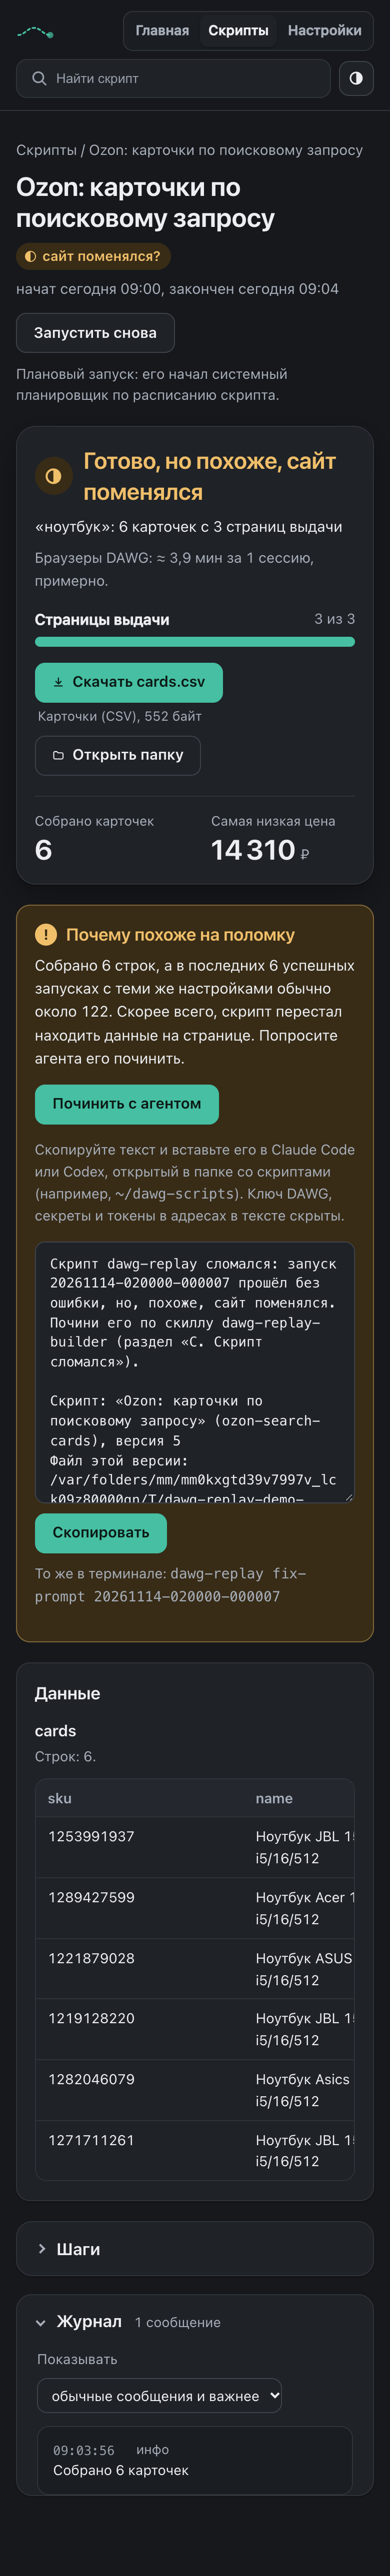 Главная Скрипты Настройки
Найти скрипт
Скрипты / Ozon: карточки по поисковому запросу
Ozon: карточки по
поисковому запросу
сайт поменялся?
начат сегодня 09:00, закончен сегодня 09:04
Запустить снова
Плановый запуск: его начал системный
планировщик по расписанию скрипта.
Готово, но похоже, сайт
поменялся
«ноутбук»: 6 карточек с 3 страниц выдачи
Браузеры DAWG: ≈ 3,9 мин за 1 сессию,
примерно.
Страницы выдачи 3 из 3
Скачать cards.csv
Карточки (CSV), 552 байт
Открыть папку
Собрано карточек Самая низкая цена
6 14 310 ₽
Почему похоже на поломку
Собрано 6 строк, а в последних 6 успешных
запусках с теми же настройками обычно
около 122. Скорее всего, скрипт перестал
находить данные на странице. Попросите
агента его починить.
Починить с агентом
Скопируйте текст и вставьте его в Claude Code
или Codex, открытый в папке со скриптами
(например, ~/dawg-scripts). Ключ DAWG,
секреты и токены в адресах в тексте скрыты.
Скрипт dawg-replay сломался: запуск
20261114-020000-000007 прошёл без
ошибки, но, похоже, сайт поменялся.
Почини его по скиллу dawg-replay-
builder (раздел «C. Скрипт
сломался»).
Скрипт: «Ozon: карточки по
поисковому запросу» (ozon-search-
cards), версия 5
Файл этой версии:
/var/folders/mm/mm0kxgtd39v7997v_lc
k09z80000gn/T/dawg-replay-demo-
Скопировать
То же в терминале: dawg-replay fix-
prompt 20261114-020000-000007
Данные
cards
Строк: 6.
sku name
1253991937 Ноутбук JBL 15
i5/16/512
1289427599 Ноутбук Acer 1
i5/16/512
1221879028 Ноутбук ASUS
i5/16/512
1219128220 Ноутбук JBL 15
i5/16/512
1282046079 Ноутбук Asics
i5/16/512
1271711261 Ноутбук JBL 15
i5/16/512
Шаги
Журнал 1 сообщение
Показывать
обычные сообщения и важнее
09:03:56 инфо
Собрано 6 карточек